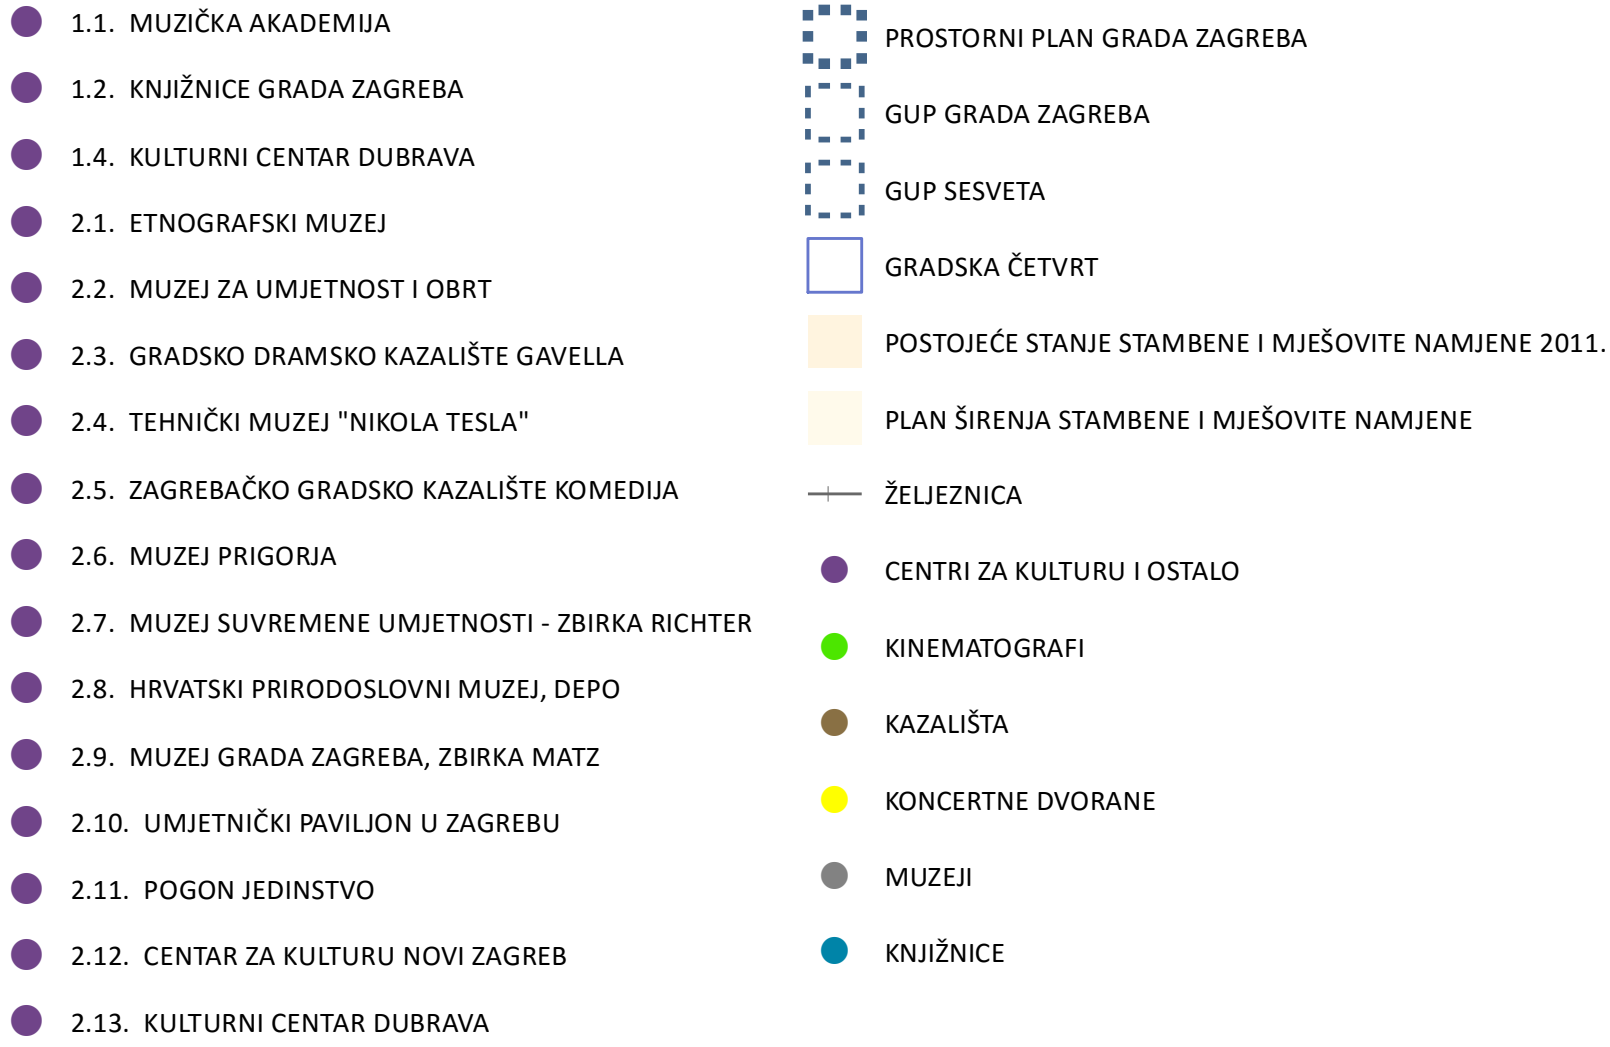 1.1. MUZIČKA AKADEMIJA
1.2. KNJIŽNICE GRADA ZAGREBA
1.4. KULTURNI CENTAR DUBRAVA
2.1. ETNOGRAFSKI MUZEJ
2.2. MUZEJ ZA UMJETNOST I OBRT
2.3. GRADSKO DRAMSKO KAZALIŠTE GAVELLA
2.4. TEHNIČKI MUZEJ "NIKOLA TESLA"
2.5. ZAGREBAČKO GRADSKO KAZALIŠTE KOMEDIJA
2.6. MUZEJ PRIGORJA
2.7. MUZEJ SUVREMENE UMJETNOSTI - ZBIRKA RICHTER
2.8. HRVATSKI PRIRODOSLOVNI MUZEJ, DEPO
2.9. MUZEJ GRADA ZAGREBA, ZBIRKA MATZ
2.10. UMJETNIČKI PAVILJON U ZAGREBU
2.11. POGON JEDINSTVO
2.12. CENTAR ZA KULTURU NOVI ZAGREB
2.13. KULTURNI CENTAR DUBRAVA
PROSTORNI PLAN GRADA ZAGREBA
GUP GRADA ZAGREBA
GUP SESVETA
GRADSKA ČETVRT
POSTOJEĆE STANJE STAMBENE I MJEŠOVITE NAMJENE 2011.
PLAN ŠIRENJA STAMBENE I MJEŠOVITE NAMJENE
ŽELJEZNICA
CENTRI ZA KULTURU I OSTALO
KINEMATOGRAFI
KAZALIŠTA
KONCERTNE DVORANE
MUZEJI
KNJIŽNICE